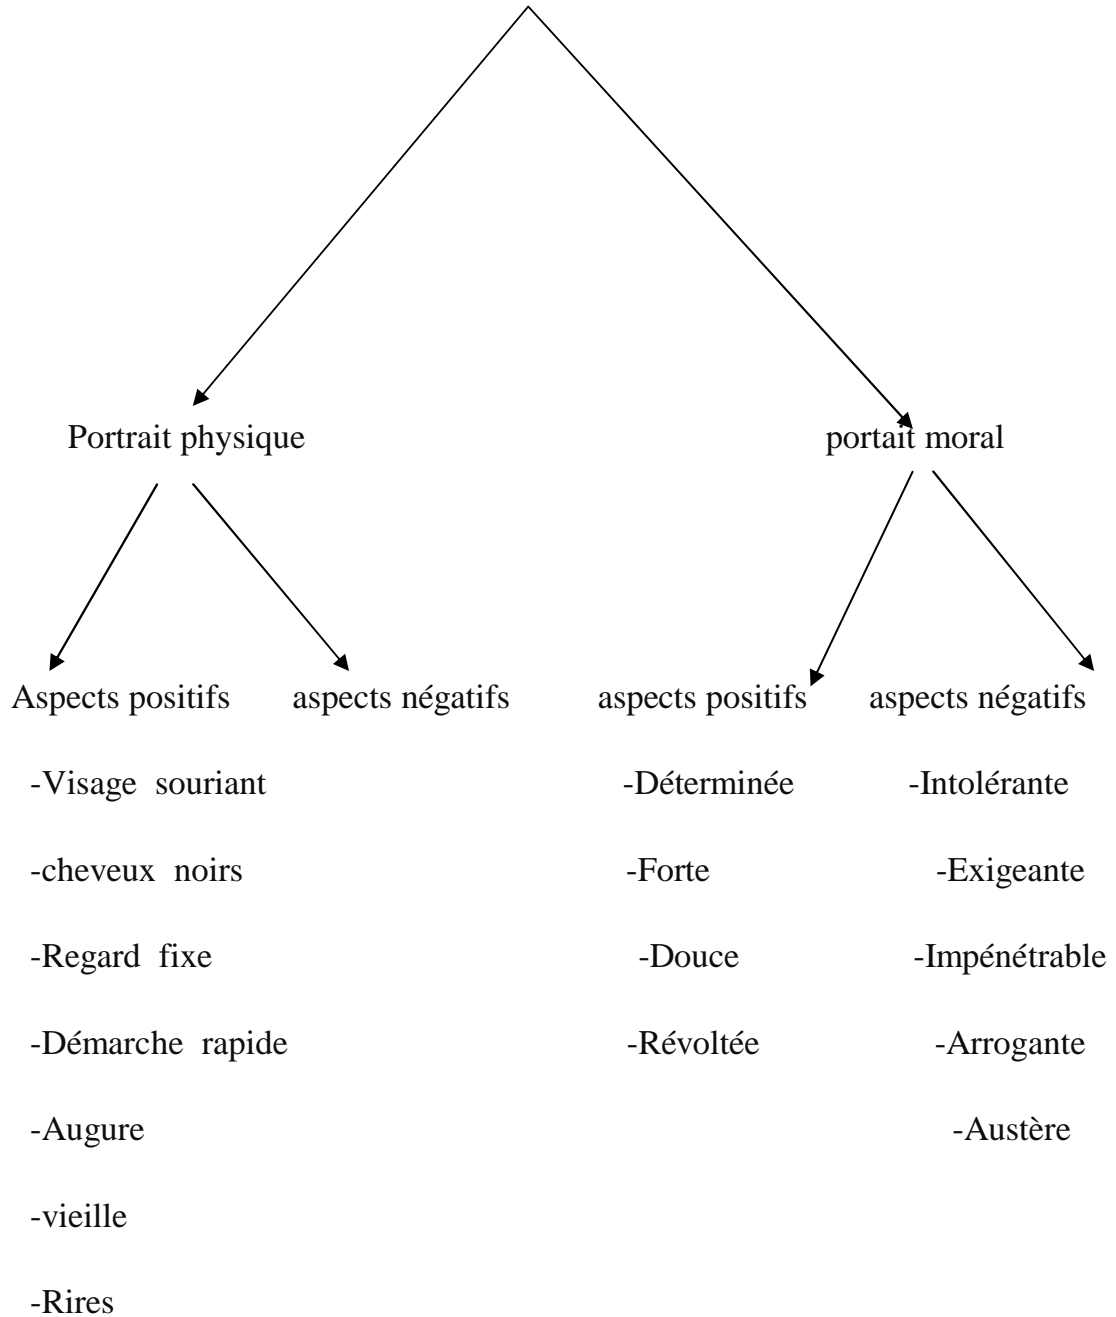 Portrait physique portait moral
Aspects positifs aspects négatifs aspects positifs aspects négatifs
-Visage souriant -Déterminée -Intolérante
-cheveux noirs -Forte -Exigeante
-Regard fixe -Douce -Impénétrable
-Démarche rapide -Révoltée -Arrogante
-Augure -Austère
-vieille
-Rires